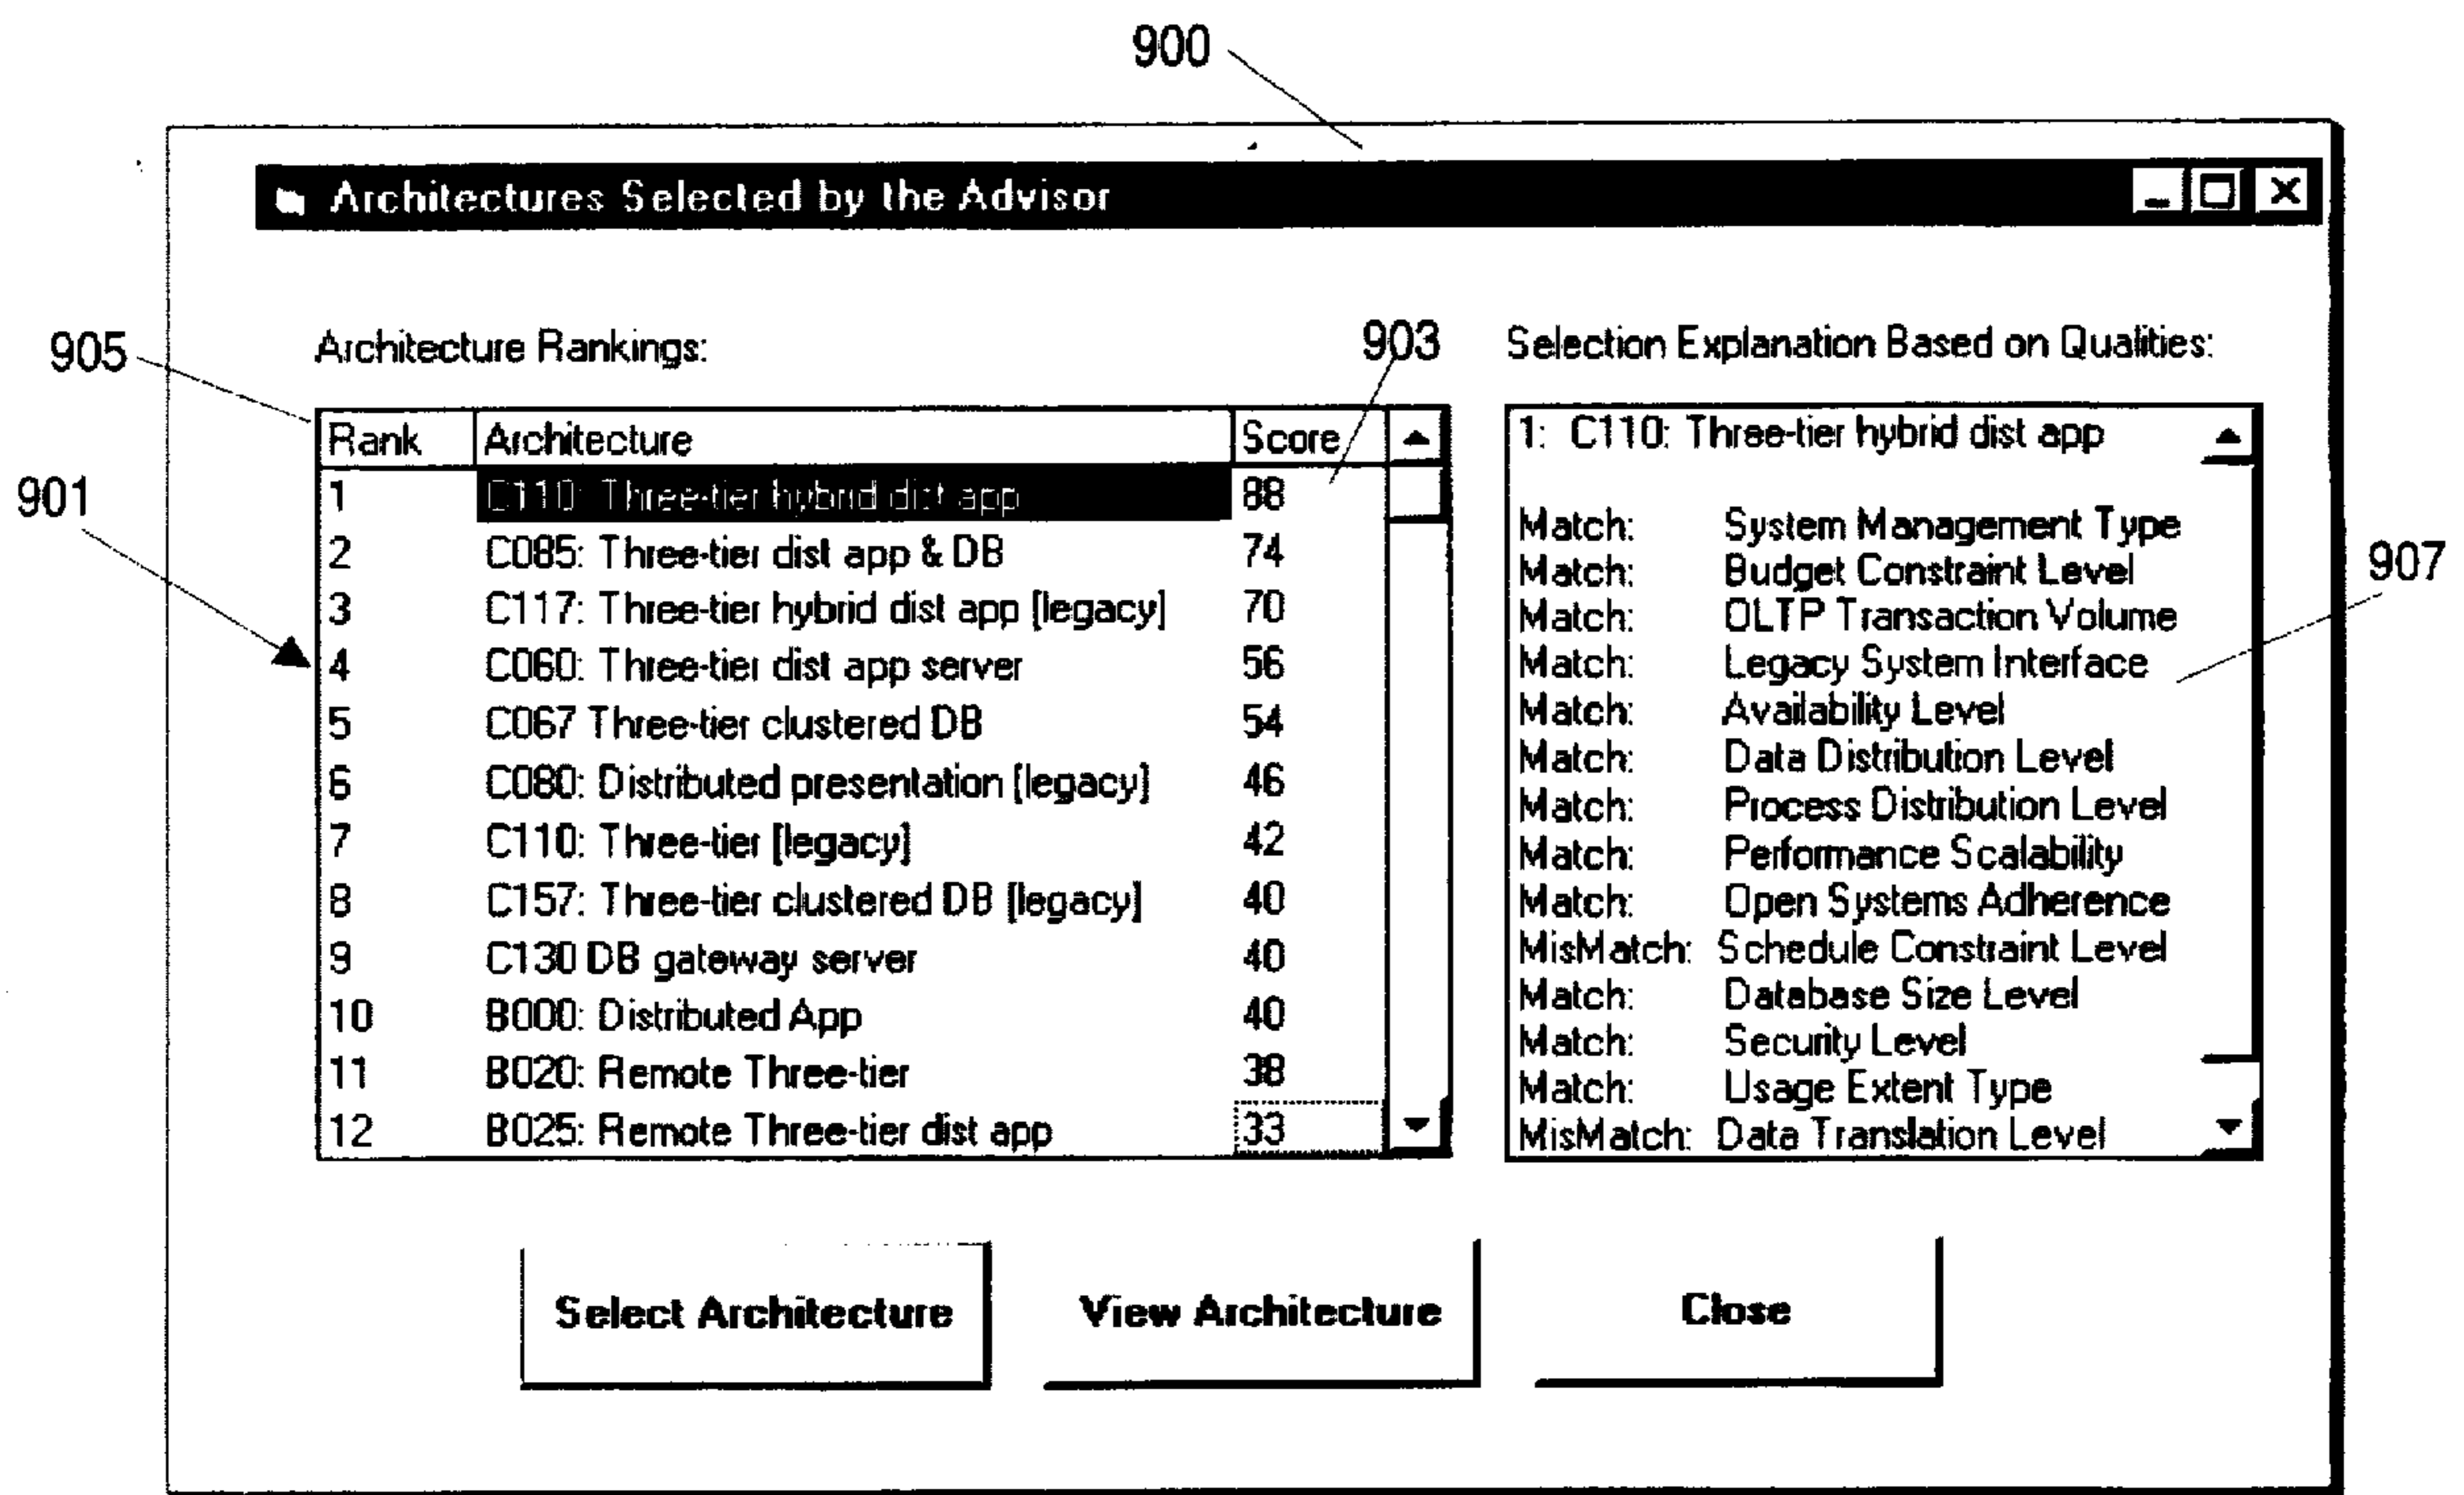 900
Architectures Selected by the Advisor
905
Architecture Rankings:
903
Selection Explanation Based on Qualities:
901
907
Rank Architecture Score
1 C110: Three-tier hybrid dist app 88
2 C085: Three-tier dist app & DB 74
3 C117: Three-tier hybrid dist app [legacy] 70
4 C060: Three-tier dist app server 56
5 C067 Three-tier clustered DB 54
6 C080: Distributed presentation [legacy] 46
7 C110: Three-tier [legacy] 42
8 C157: Three-tier clustered DB [legacy] 40
9 C130 DB gateway server 40
10 B000: Distributed App 40
11 B020: Remote Three-tier 38
12 B025: Remote Three-tier dist app 33
1: C110: Three-tier hybrid dist app
Match: System Management Type
Match: Budget Constraint Level
Match: OLTP Transaction Volume
Match: Legacy System Interface
Match: Availability Level
Match: Data Distribution Level
Match: Process Distribution Level
Match: Performance Scalability
Match: Open Systems Adherence
MisMatch: Schedule Constraint Level
Match: Database Size Level
Match: Security Level
Match: Usage Extent Type
MisMatch: Data Translation Level
Select Architecture
View Architecture
Close